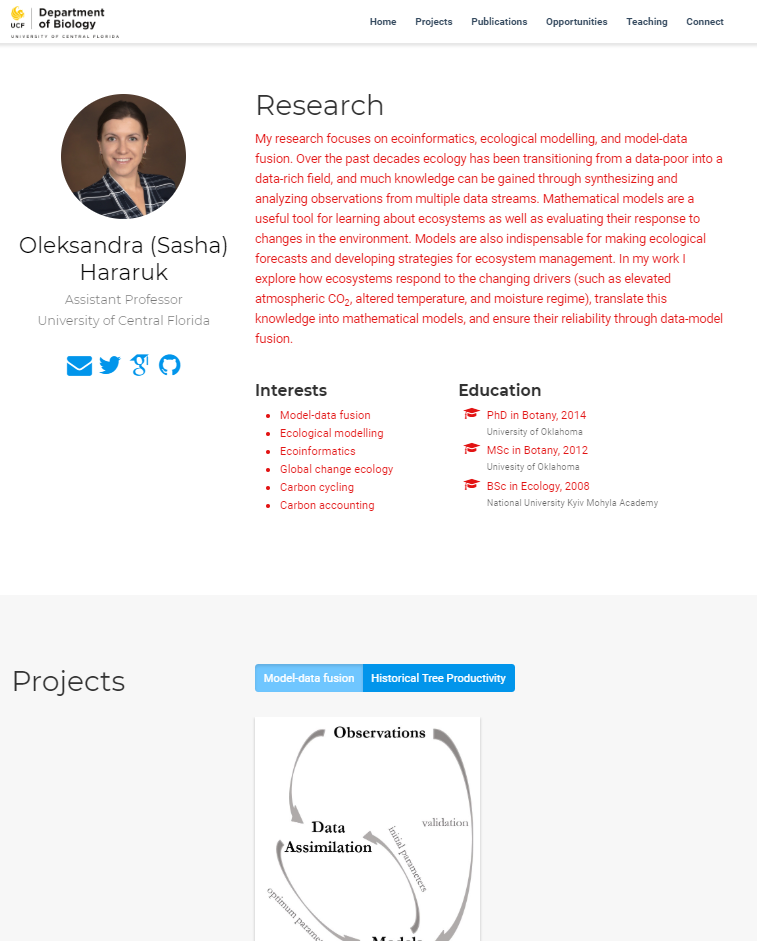 UCF
Department
of Biology
UNIVERSITY OF CENTRAL FLORIDA
Home
Projects
Publications
Opportunities
Teaching
Connect
Oleksandra (Sasha)
Hararuk
Assistant Professor
University of Central Florida
Research
My research focuses on ecoinformatics, ecological modelling, and model-data
fusion. Over the past decades ecology has been transitioning from a data-poor into a
data-rich field, and much knowledge can be gained through synthesizing and
analyzing observations from multiple data streams. Mathematical models are a
useful tool for learning about ecosystems as well as evaluating their response to
changes in the environment. Models are also indispensable for making ecological
forecasts and developing strategies for ecosystem management. In my work I
explore how ecosystems respond to the changing drivers (such as elevated
atmospheric CO2, altered temperature, and moisture regime), translate this
knowledge into mathematical models, and ensure their reliability through data-model
fusion.
Interests
Model-data fusion
Ecological modelling
Ecoinformatics
Global change ecology
Carbon cycling
Carbon accounting
Education
PhD in Botany, 2014
University of Oklahoma
MSc in Botany, 2012
Univesity of Oklahoma
BSc in Ecology, 2008
National University Kyiv Mohyla Academy
Projects
Model-data fusion
Historical Tree Productivity
Observations
validation
Data
Assimilation
initial parameters
optimum
Models